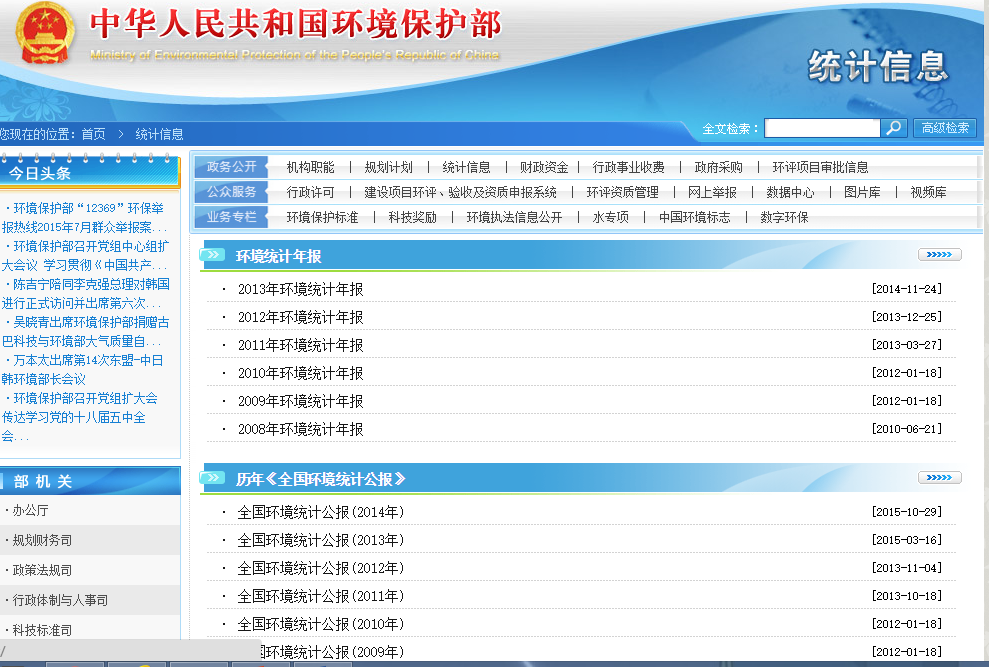 中华人民共和国环境保护部
Ministry of Environmental Protection of the People's Republic of China
统计信息
您现在的位置：首页 > 统计信息
全文检索：
高级检索
今日头条
·环境保护部“12369”环保举
报热线2015年7月群众举报案...
·环境保护部召开党组中心组扩
大会议 学习贯彻《中国共产...
·陈吉宁陪同李克强总理对韩国
进行正式访问并出席第六次...
·吴晓青出席环境保护部捐赠古
巴科技与环境部大气质量自...
·万本太出席第14次东盟-中日
韩环境部长会议
·环境保护部召开党组扩大会
传达学习党的十八届五中全
会...
部 机 关
·办公厅
·规划财务司
·政策法规司
·行政体制与人事司
·科技标准司
/
政务公开 机构职能 | 规划计划 | 统计信息 | 财政资金 | 行政事业收费 | 政府采购 | 环评项目审批信息
公众服务 行政许可 | 建设项目环评、验收及资质申报系统 | 环评资质管理 | 网上举报 | 数据中心 | 图片库 | 视频库
业务专栏 环境保护标准 | 科技奖励 | 环境执法信息公开 | 水专项 | 中国环境标志 | 数字环保
环境统计年报
· 2013年环境统计年报 [2014-11-24]
· 2012年环境统计年报 [2013-12-25]
· 2011年环境统计年报 [2013-03-27]
· 2010年环境统计年报 [2012-01-18]
· 2009年环境统计年报 [2012-01-18]
· 2008年环境统计年报 [2010-06-21]
历年《全国环境统计公报》
· 全国环境统计公报(2014年) [2015-10-29]
· 全国环境统计公报(2013年) [2015-03-16]
· 全国环境统计公报(2012年) [2013-11-04]
· 全国环境统计公报(2011年) [2013-10-18]
· 全国环境统计公报(2010年) [2012-01-18]
国环境统计公报(2009年) [2012-01-18]